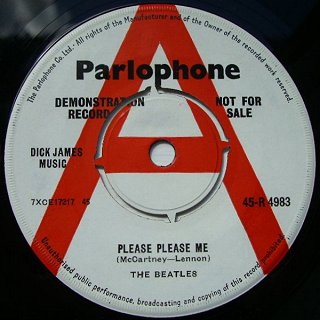 The Parlophone Co. Ltd. All rights of the Manufacturer and of the Owner of the recorded work reserved.
Parlophone
DEMONSTRATION RECORD
NOT FOR SALE
DICK JAMES MUSIC
7XCE17217 45
45-R 4983
PLEASE PLEASE ME
(McCartney—Lennon)
THE BEATLES
Unauthorised public performance, broadcasting and copying of this record prohibited.